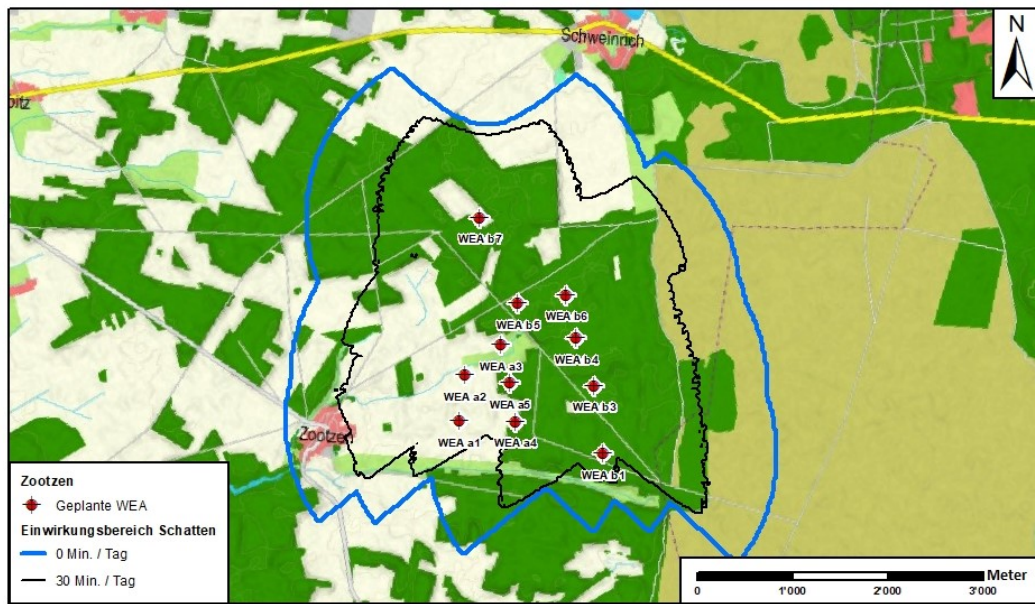 Schweinrich
N
bitz
WEA b7
WEA b5
WEA b6
WEA a3
WEA b4
WEA a2
WEA a5
WEA b3
WEA a1
WEA a4
WEA b1
Zootzen
Zootzen
Geplante WEA
Einwirkungsbereich Schatten
0 Min. / Tag
30 Min. / Tag
0 1'000 2'000 3'000 Meter